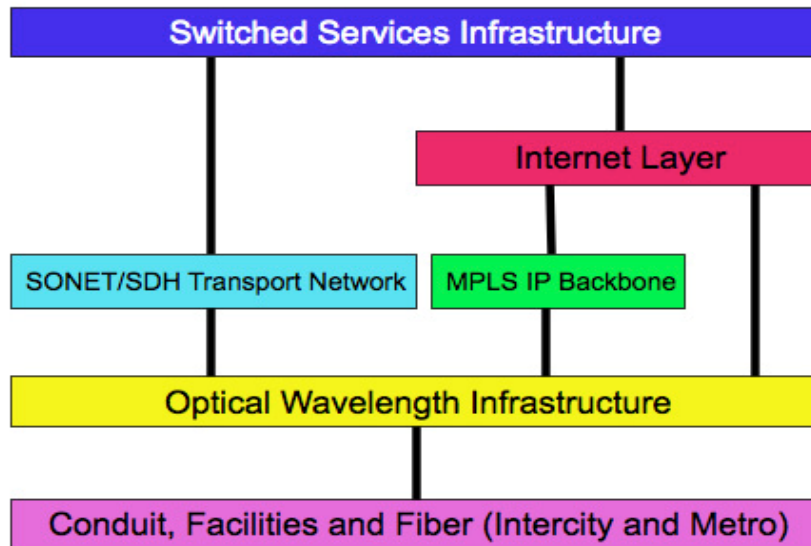 Switched Services Infrastructure
Internet Layer
SONET/SDH Transport Network
MPLS IP Backbone
Optical Wavelength Infrastructure
Conduit, Facilities and Fiber (Intercity and Metro)